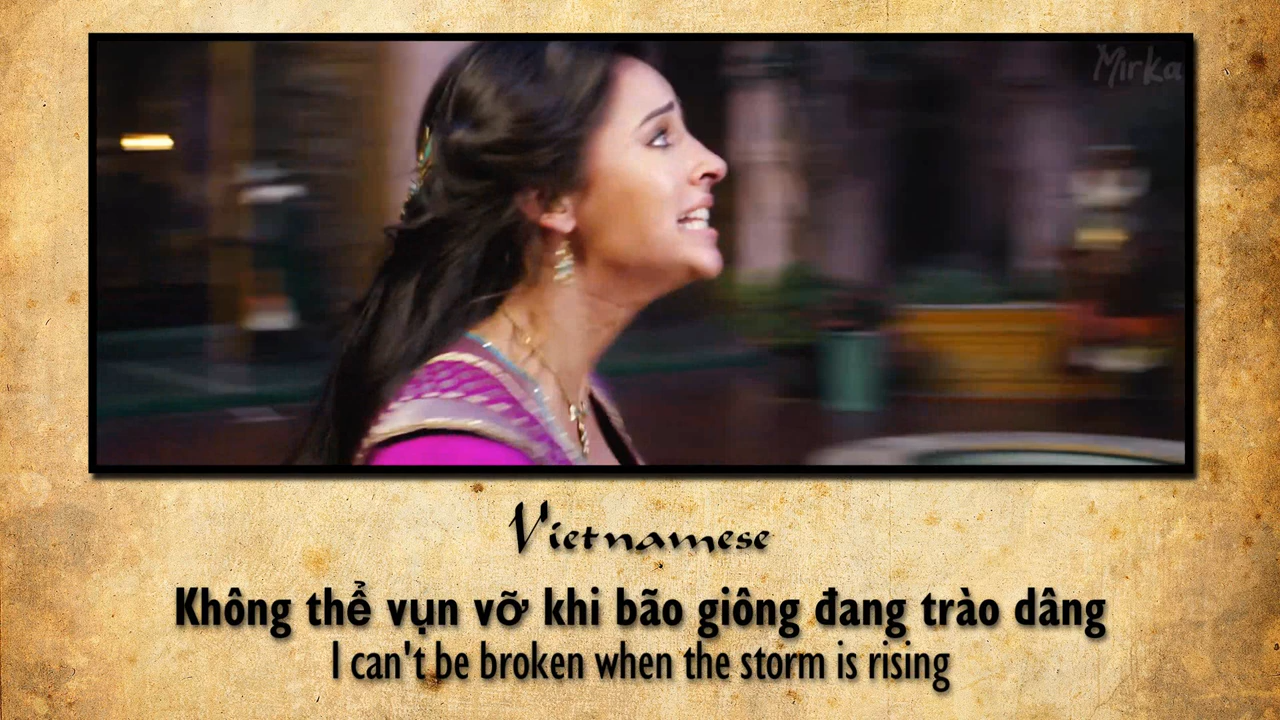 Mirka
Vietnamese
Không thể vụn vỡ khi bão giông đang trào dâng
I can't be broken when the storm is rising